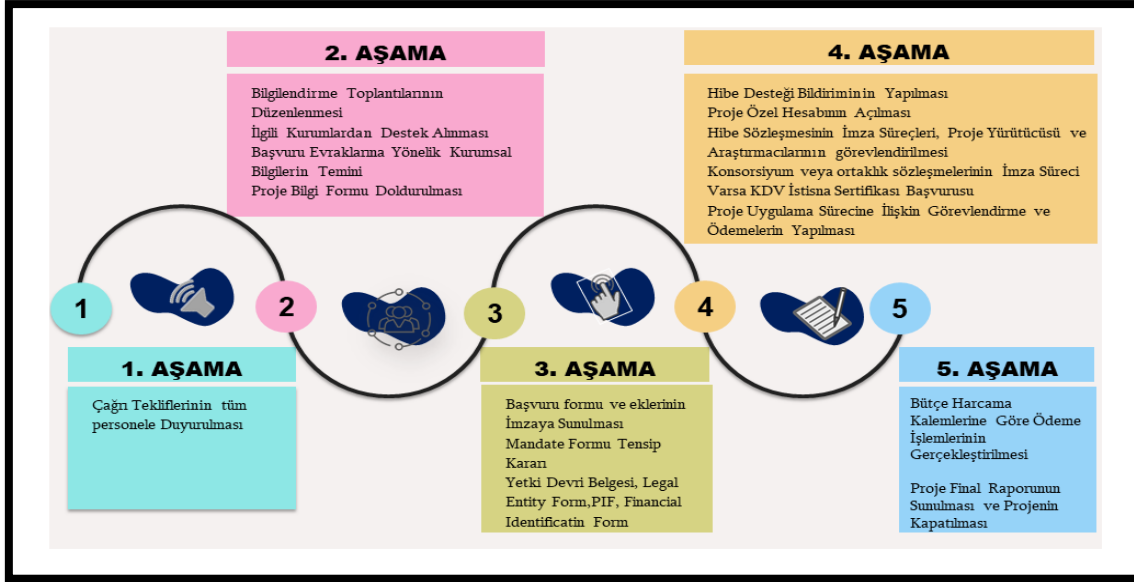 2. AŞAMA
Bilgilendirme Toplantılarının
Düzenlenmesi
İlgili Kurumlardan Destek Alınması
Başvuru Evraklarına Yönelik Kurumsal
Bilgilerin Temini
Proje Bilgi Formu Doldurulması
4. AŞAMA
Hibe Desteği Bildiriminin Yapılması
Proje Özel Hesabının Açılması
Hibe Sözleşmesinin İmza Süreçleri, Proje Yürütücüsü ve
Araştırmacılarının görevlendirilmesi
Konsorsiyum veya ortaklık sözleşmelerinin İmza Süreci
Varsa KDV İstisna Sertifikası Başvurusu
Proje Uygulama Sürecine İlişkin Görevlendirme ve
Ödemelerin Yapılması
1
2
3
4
5
1. AŞAMA
Çağrı Tekliflerinin tüm
personele Duyurulması
3. AŞAMA
Başvuru formu ve eklerinin
İmzaya Sunulması
Mandate Formu Tensip
Kararı
Yetki Devri Belgesi, Legal
Entity Form,PIF, Financial
Identificatin Form
5. AŞAMA
Bütçe Harcama
Kalemlerine Göre Ödeme
İşlemlerinin
Gerçekleştirilmesi
Proje Final Raporunun
Sunulması ve Projenin
Kapatılması